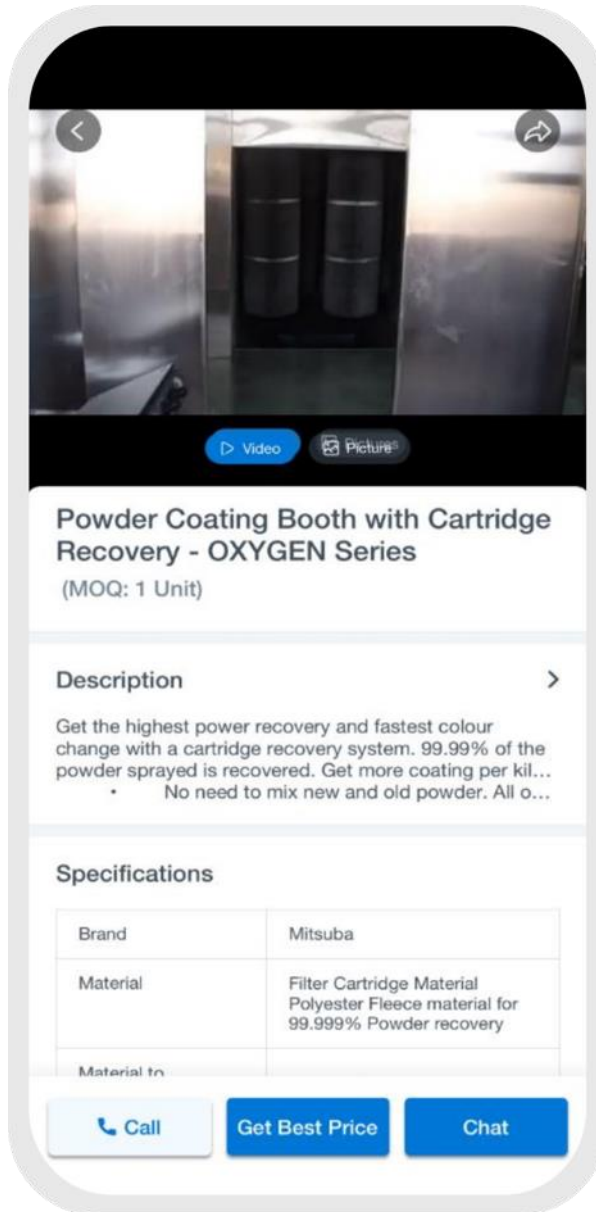 Video
Picture
Powder Coating Booth with Cartridge
Recovery - OXYGEN Series
(MOQ: 1 Unit)
Description
Get the highest power recovery and fastest colour
change with a cartridge recovery system. 99.99% of the
powder sprayed is recovered. Get more coating per kil...
• No need to mix new and old powder. All o...
Specifications
Brand Mitsuba
Material Filter Cartridge Material
Polyester Fleece material for
99.999% Powder recovery
Material to
Call Get Best Price Chat